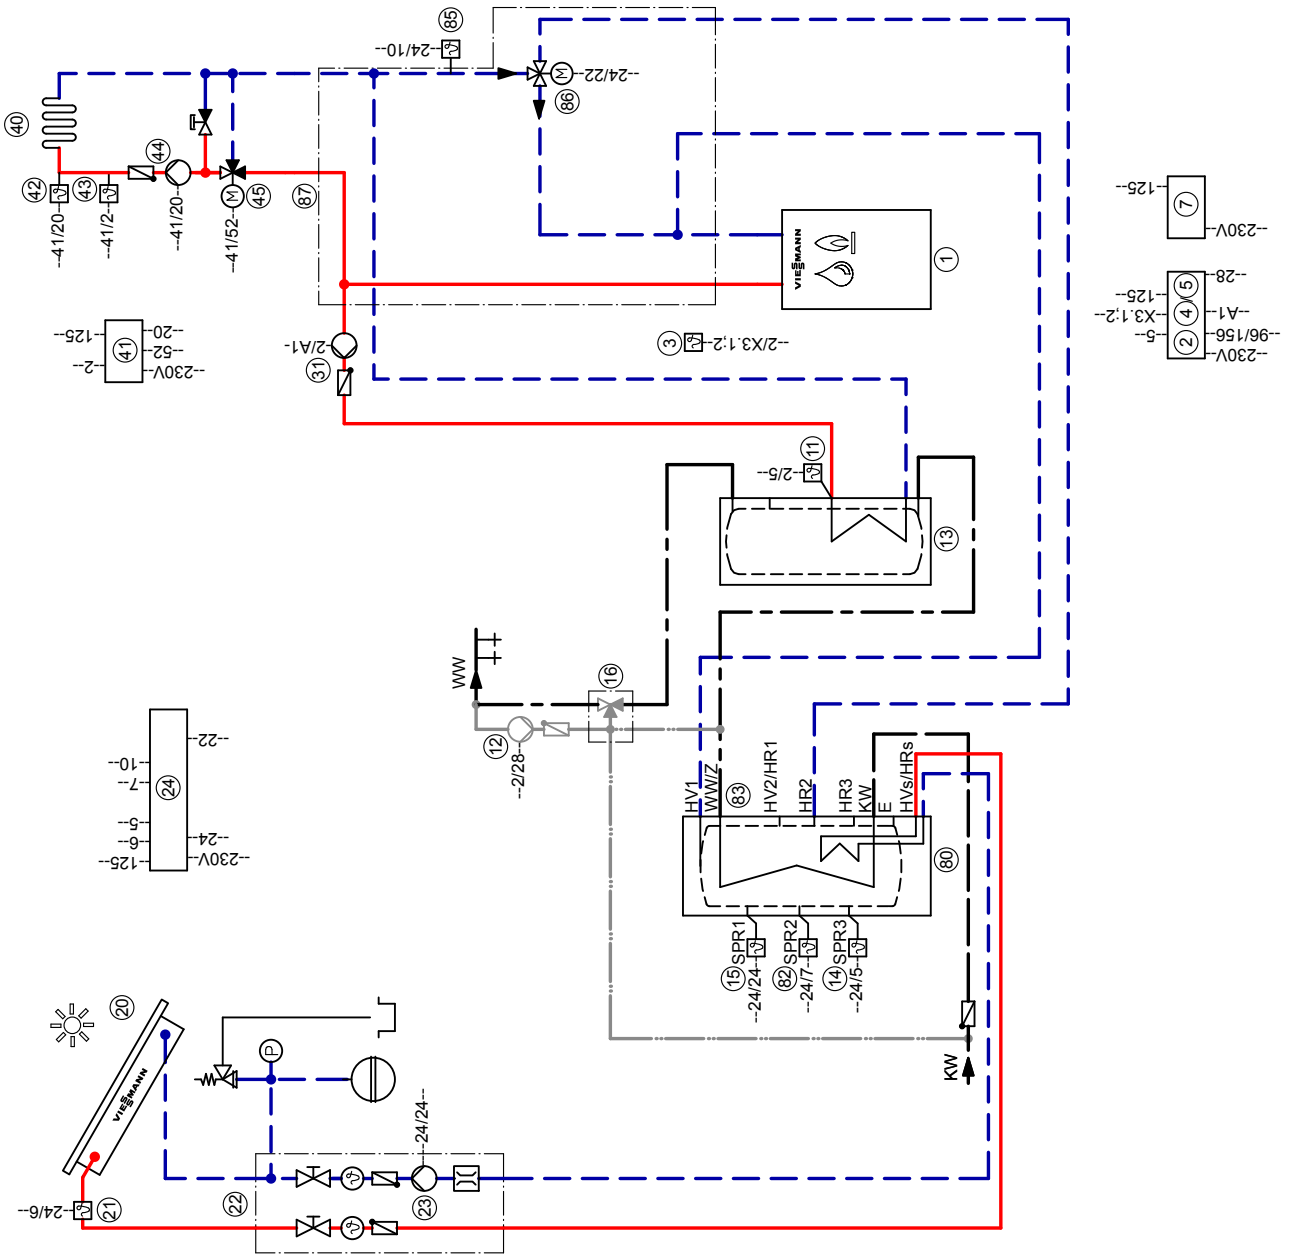 85
--24/10--
M
--24/22--
86
40
44
42
43
M
45
87
--41/20--
--41/2--
--41/20--
--41/52--
VIESSMANN
1
--125--
7
--230V--
--28--
--125--
5
--X3.1;2--
4
--A1--
--5--
2
--96/156--
--230V--
--125--
--20--
41
--52--
--2--
--230V--
-2/A1--
31
3
--2/X3.1;2--
11
--2/5--
13
WW
16
12
--2/28--
--22--
--10--
--7--
24
--5--
--6--
--24--
--125--
--230V--
HV1
WW/Z
83
HV2/HR1
HR2
HR3
KW
E
HVs/HRs
80
15
SPR1
82
SPR2
14
SPR3
--24/24--
--24/7--
--24/5--
20
VIESSMANN
P
KW
--24/24--
22
23
21
--24/6--